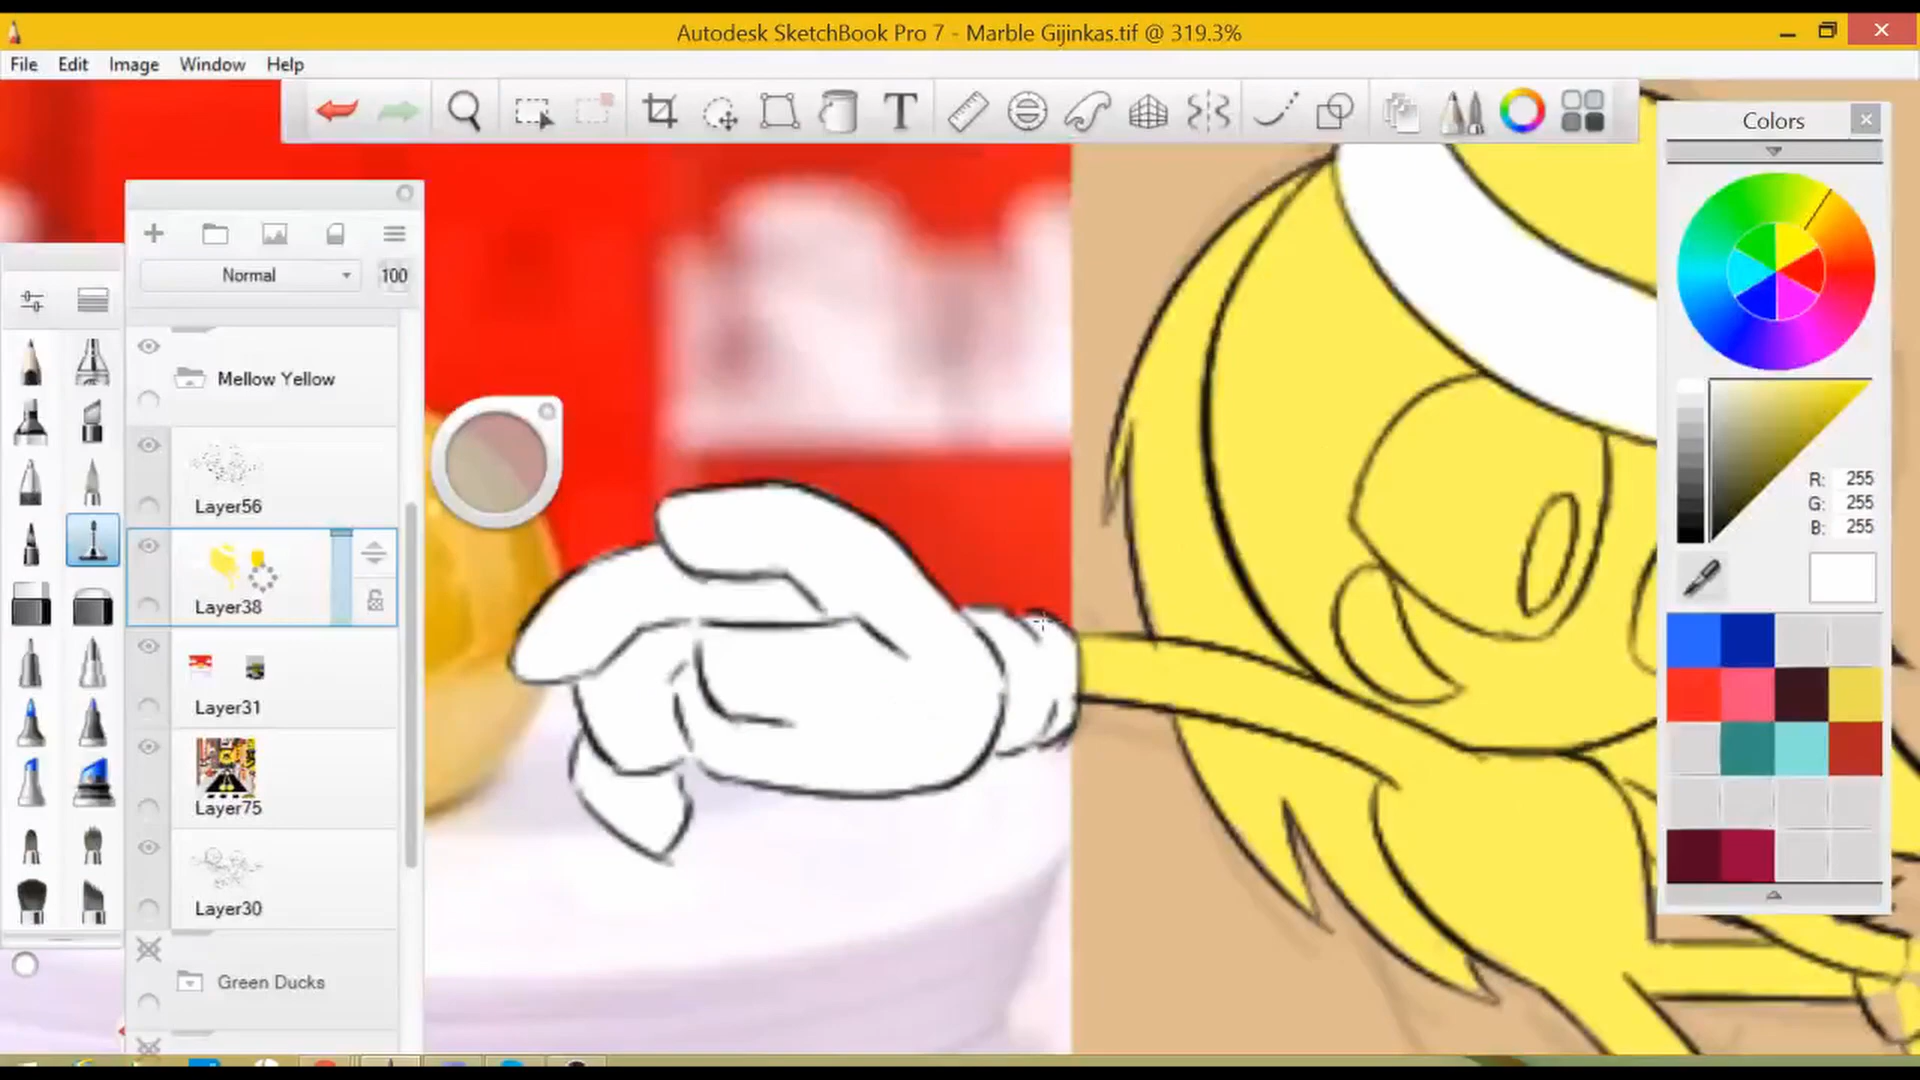 Autodesk SketchBook Pro 7 - Marble Gijinkas.tif @ 319.3%
File Edit Image Window Help
T
Colors
Normal 100
Mellow Yellow
Layer56
Layer38
Layer31
Layer75
Layer30
Green Ducks
R: 255
G: 255
B: 255